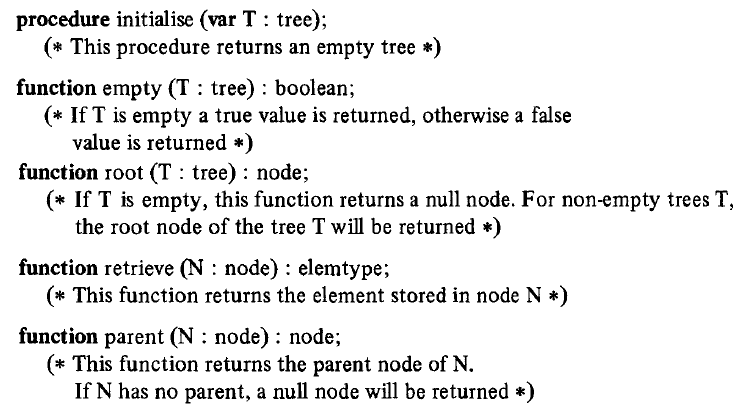 procedure initialise (var T : tree);
(* This procedure returns an empty tree *)
function empty (T : tree) : boolean;
(* If T is empty a true value is returned, otherwise a false
value is returned *)
function root (T : tree) : node;
(* If T is empty, this function returns a null node. For non-empty trees T,
the root node of the tree T will be returned *)
function retrieve (N : node) : elemtype;
(* This function returns the element stored in node N *)
function parent (N : node) : node;
(* This function returns the parent node of N.
If N has no parent, a null node will be returned *)